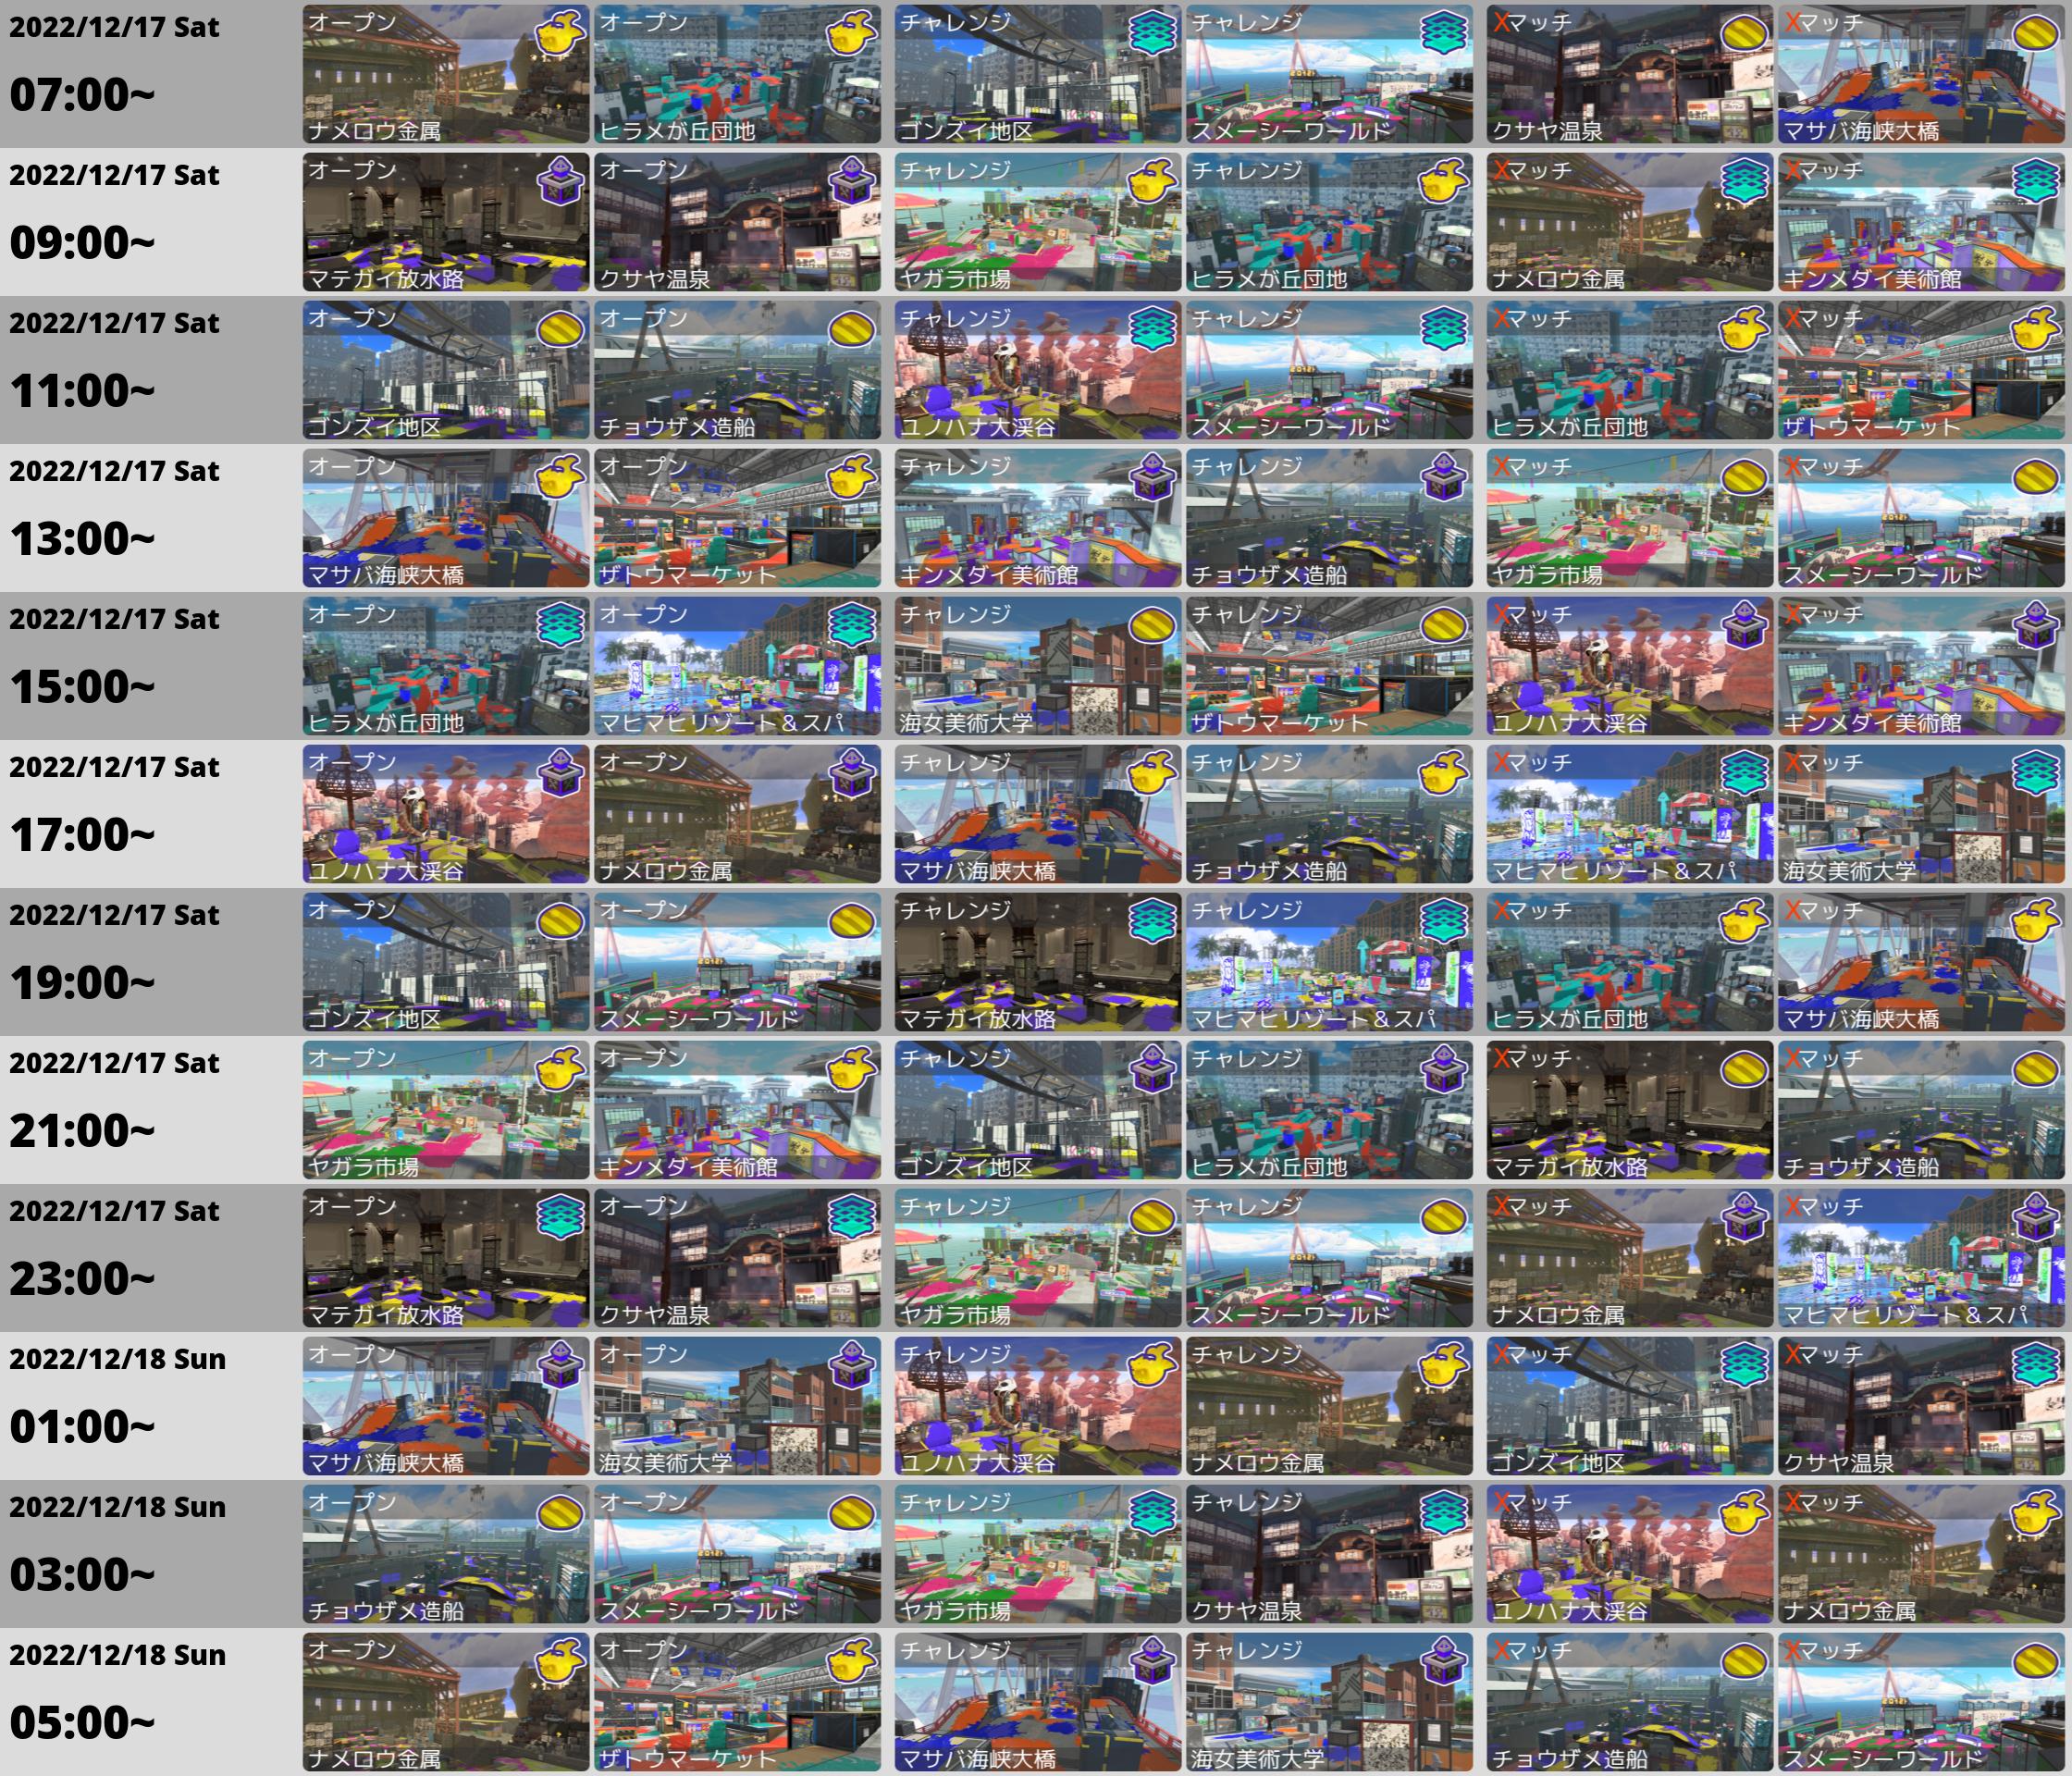 2022/12/17 Sat
07:00~
オープン オープン チャレンジ チャレンジ Xマッチ Xマッチ
ナメロウ金属 ヒラメが丘団地 ゴンズイ地区 スメーシーワールド クサヤ温泉 マサバ海峡大橋
2022/12/17 Sat
09:00~
オープン オープン チャレンジ チャレンジ Xマッチ Xマッチ
マテガイ放水路 クサヤ温泉 ヤガラ市場 ヒラメが丘団地 ナメロウ金属 キンメダイ美術館
2022/12/17 Sat
11:00~
オープン オープン チャレンジ チャレンジ Xマッチ Xマッチ
ゴンズイ地区 チョウザメ造船 ユノハナ大渓谷 スメーシーワールド ヒラメが丘団地 ザトウマーケット
2022/12/17 Sat
13:00~
オープン オープン チャレンジ チャレンジ Xマッチ Xマッチ
マサバ海峡大橋 ザトウマーケット キンメダイ美術館 チョウザメ造船 ヤガラ市場 スメーシーワールド
2022/12/17 Sat
15:00~
オープン オープン チャレンジ チャレンジ Xマッチ Xマッチ
ヒラメが丘団地 マヒマヒリゾート＆スパ 海女美術大学 ザトウマーケット ユノハナ大渓谷 キンメダイ美術館
2022/12/17 Sat
17:00~
オープン オープン チャレンジ チャレンジ Xマッチ Xマッチ
ユノハナ大渓谷 ナメロウ金属 マサバ海峡大橋 チョウザメ造船 マヒマヒリゾート＆スパ 海女美術大学
2022/12/17 Sat
19:00~
オープン オープン チャレンジ チャレンジ Xマッチ Xマッチ
ゴンズイ地区 スメーシーワールド マテガイ放水路 マヒマヒリゾート＆スパ ヒラメが丘団地 マサバ海峡大橋
2022/12/17 Sat
21:00~
オープン オープン チャレンジ チャレンジ Xマッチ Xマッチ
ヤガラ市場 キンメダイ美術館 ゴンズイ地区 ヒラメが丘団地 マテガイ放水路 チョウザメ造船
2022/12/17 Sat
23:00~
オープン オープン チャレンジ チャレンジ Xマッチ Xマッチ
マテガイ放水路 クサヤ温泉 ヤガラ市場 スメーシーワールド ナメロウ金属 マヒマヒリゾート＆スパ
2022/12/18 Sun
01:00~
オープン オープン チャレンジ チャレンジ Xマッチ Xマッチ
マサバ海峡大橋 海女美術大学 ユノハナ大渓谷 ナメロウ金属 ゴンズイ地区 クサヤ温泉
2022/12/18 Sun
03:00~
オープン オープン チャレンジ チャレンジ Xマッチ Xマッチ
チョウザメ造船 スメーシーワールド ヤガラ市場 クサヤ温泉 ユノハナ大渓谷 ナメロウ金属
2022/12/18 Sun
05:00~
オープン オープン チャレンジ チャレンジ Xマッチ Xマッチ
ナメロウ金属 ザトウマーケット マサバ海峡大橋 海女美術大学 チョウザメ造船 スメーシーワールド